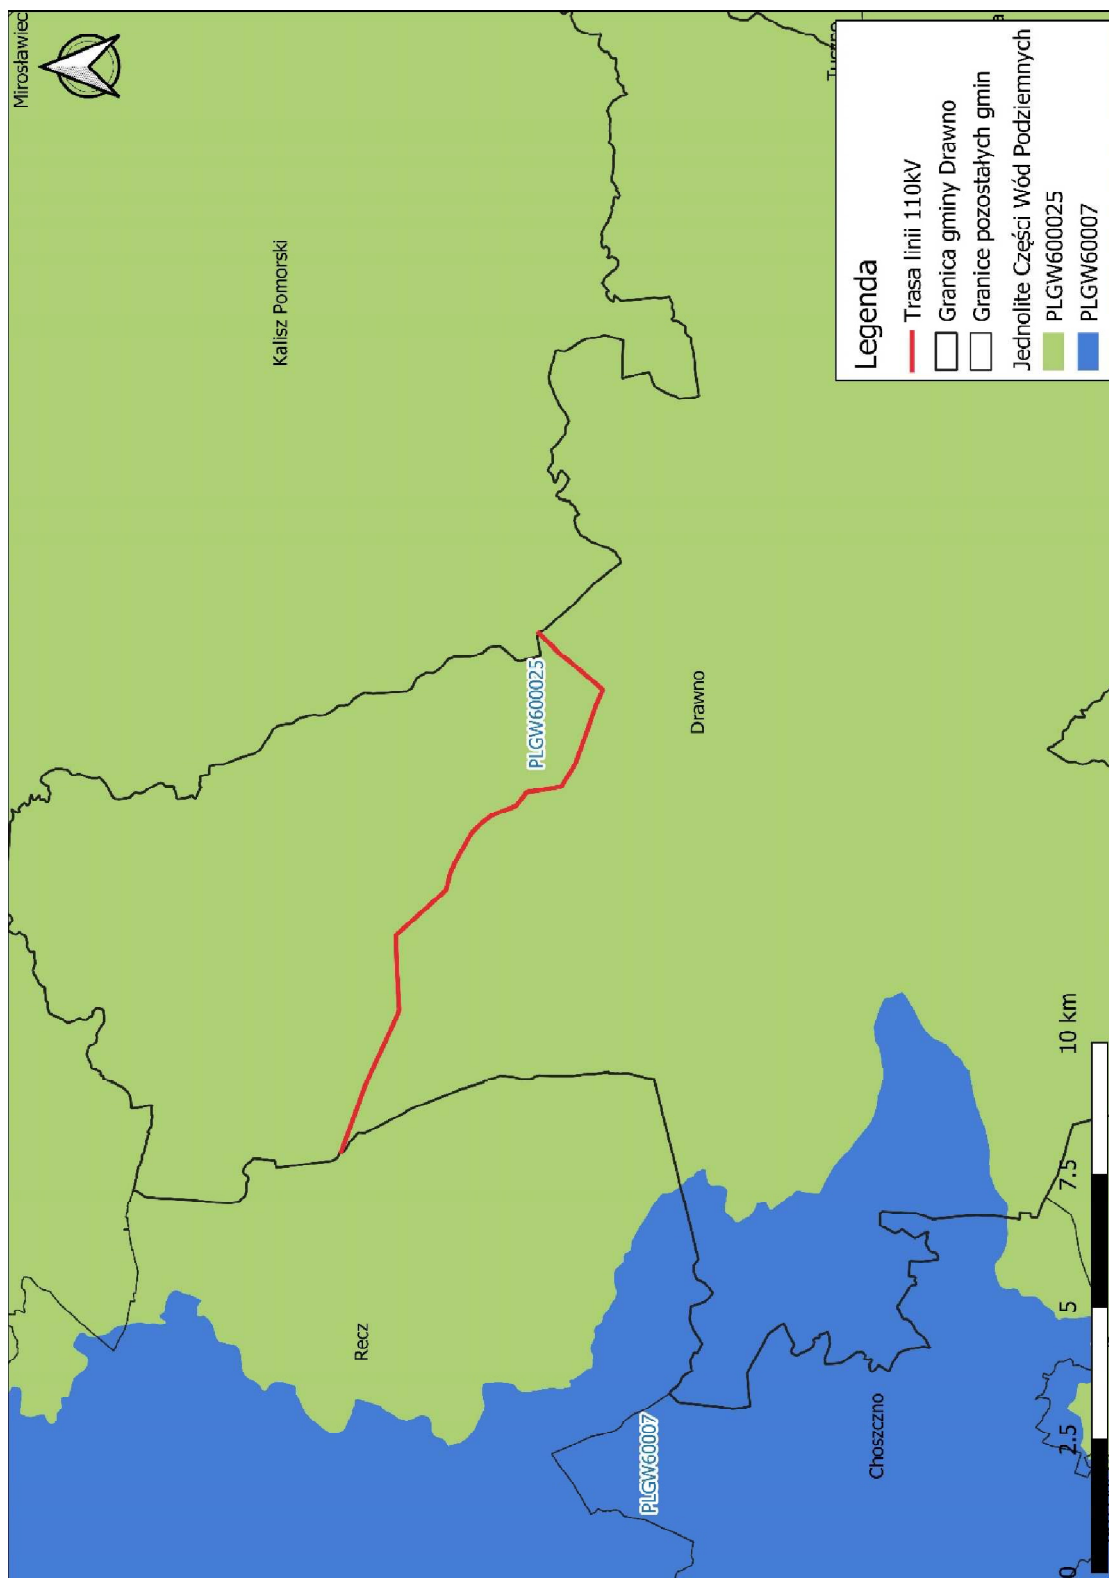 Mirosławiec
Kalisz Pomorski
PLGW600025
Drawno
Recz
PLGW60007
Choszczno
Legenda
Trasa linii 110kV
Granica gminy Drawno
Granice pozostałych gmin
Jednolite Części Wód Podziemnych
PLGW600025
PLGW60007
0 2.5 5 7.5 10 km